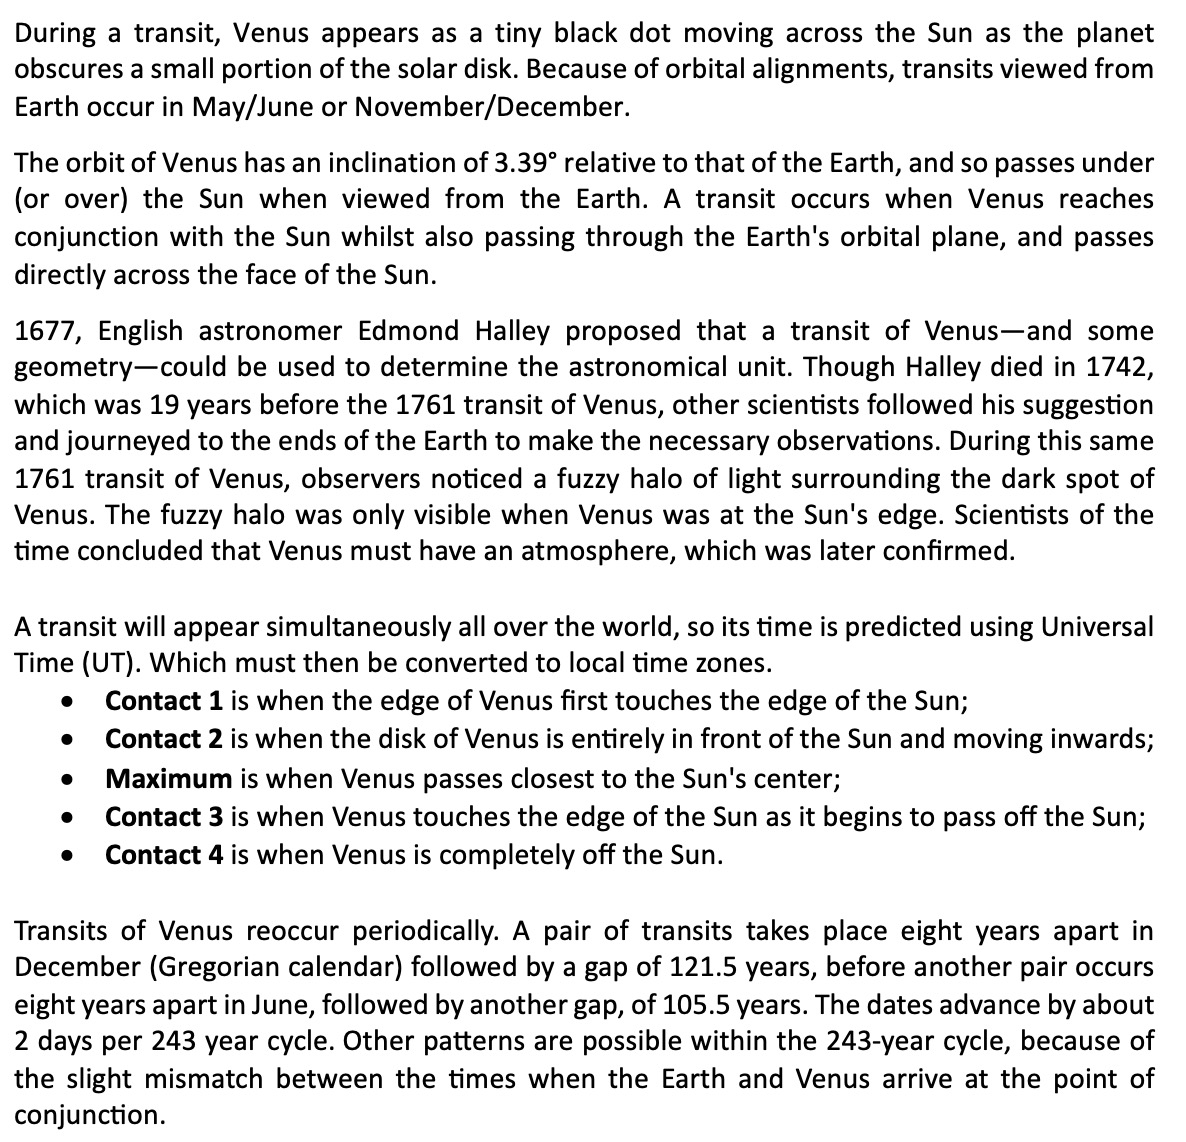 During a transit, Venus appears as a tiny black dot moving across the Sun as the planet
obscures a small portion of the solar disk. Because of orbital alignments, transits viewed from
Earth occur in May/June or November/December.
The orbit of Venus has an inclination of 3.39° relative to that of the Earth, and so passes under
(or over) the Sun when viewed from the Earth. A transit occurs when Venus reaches
conjunction with the Sun whilst also passing through the Earth's orbital plane, and passes
directly across the face of the Sun.
1677, English astronomer Edmond Halley proposed that a transit of Venus—and some
geometry—could be used to determine the astronomical unit. Though Halley died in 1742,
which was 19 years before the 1761 transit of Venus, other scientists followed his suggestion
and journeyed to the ends of the Earth to make the necessary observations. During this same
1761 transit of Venus, observers noticed a fuzzy halo of light surrounding the dark spot of
Venus. The fuzzy halo was only visible when Venus was at the Sun's edge. Scientists of the
time concluded that Venus must have an atmosphere, which was later confirmed.
A transit will appear simultaneously all over the world, so its time is predicted using Universal
Time (UT). Which must then be converted to local time zones.
• Contact 1 is when the edge of Venus first touches the edge of the Sun;
• Contact 2 is when the disk of Venus is entirely in front of the Sun and moving inwards;
• Maximum is when Venus passes closest to the Sun's center;
• Contact 3 is when Venus touches the edge of the Sun as it begins to pass off the Sun;
• Contact 4 is when Venus is completely off the Sun.
Transits of Venus reoccur periodically. A pair of transits takes place eight years apart in
December (Gregorian calendar) followed by a gap of 121.5 years, before another pair occurs
eight years apart in June, followed by another gap, of 105.5 years. The dates advance by about
2 days per 243 year cycle. Other patterns are possible within the 243-year cycle, because of
the slight mismatch between the times when the Earth and Venus arrive at the point of
conjunction.